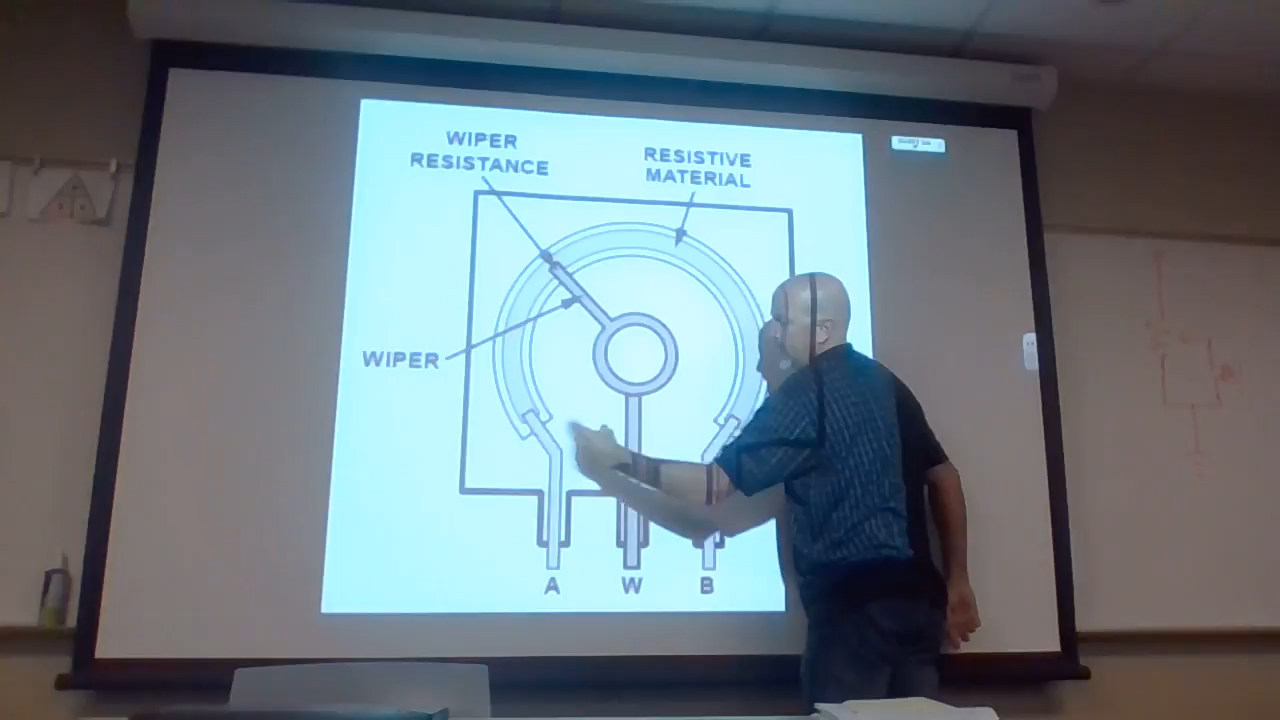 WIPER
RESISTANCE
RESISTIVE
MATERIAL
WIPER
A
W
B